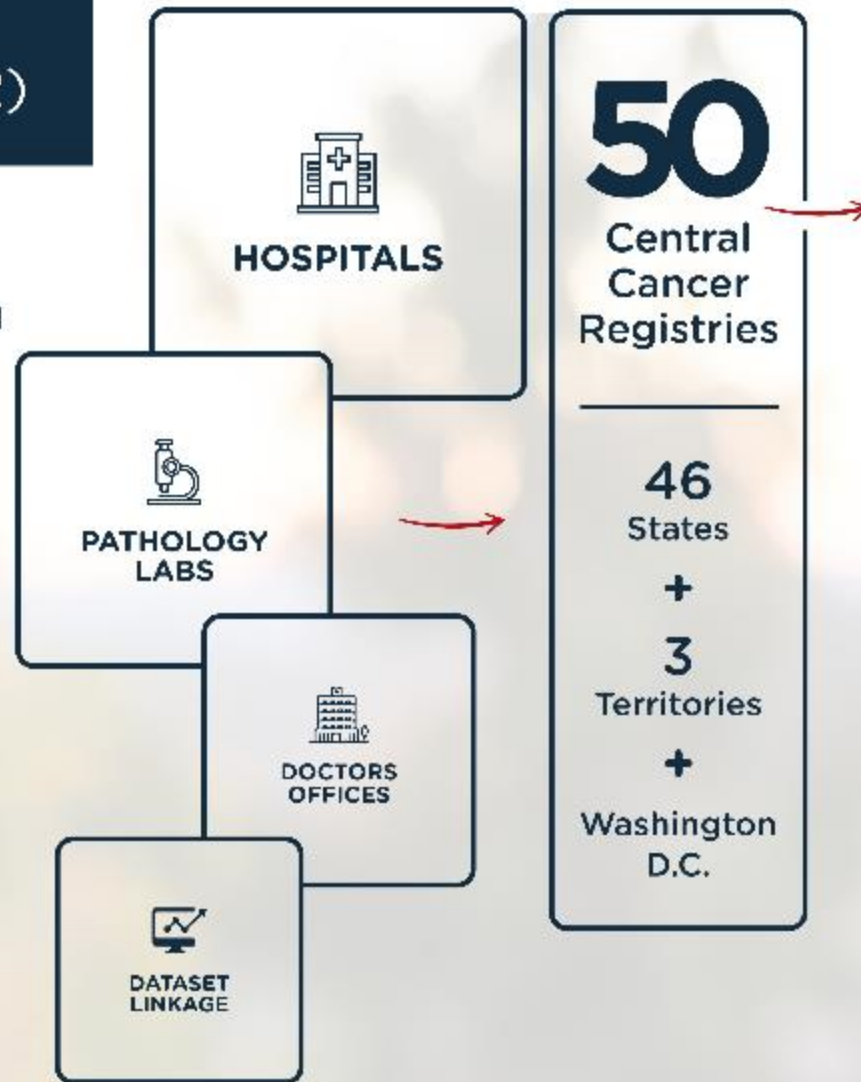 HOSPITALS
PATHOLOGY
LABS
DOCTORS
OFFICES
DATASET
LINKAGE
50
Central
Cancer
Registries
46
States
+
3
Territories
+
Washington
D.C.